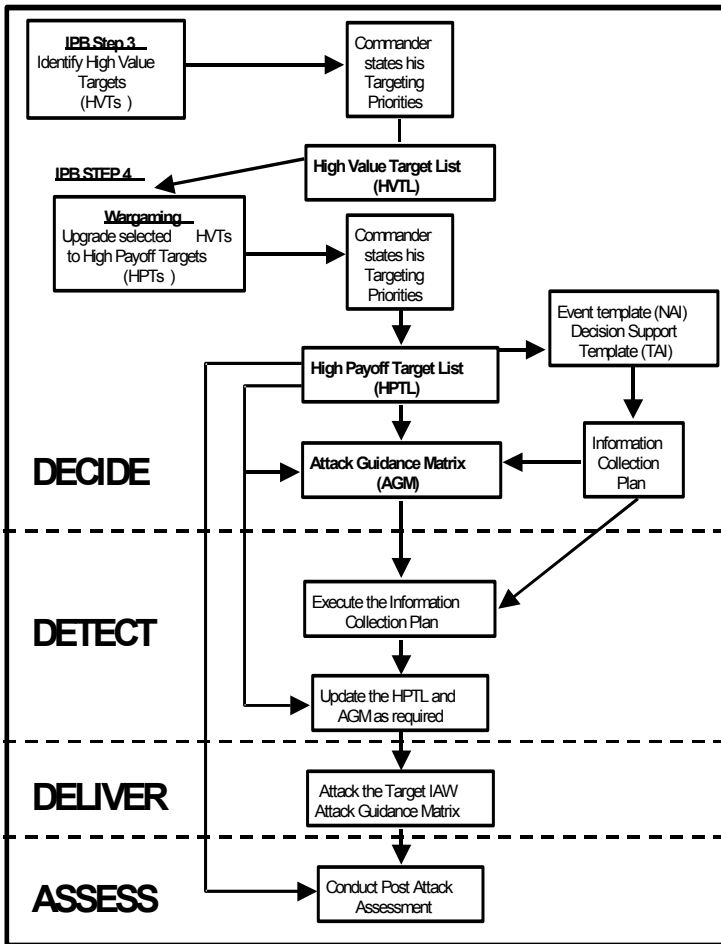 IPB Step 3
Identify High Value
Targets
(HVTs )
Commander
states his
Targeting
Priorities
High Value Target List
(HVTL)
IPB STEP 4
Wargaming
Upgrade selected HVTs
to High Payoff Targets
(HPTs )
Commander
states his
Targeting
Priorities
Event template (NAI)
Decision Support
Template (TAI)
High Payoff Target List
(HPTL)
DECIDE
Attack Guidance Matrix
(AGM)
Information
Collection
Plan
DETECT
Execute the Information
Collection Plan
Update the HPTL and
AGM as required
DELIVER
Attack the Target IAW
Attack Guidance Matrix
ASSESS
Conduct Post Attack
Assessment